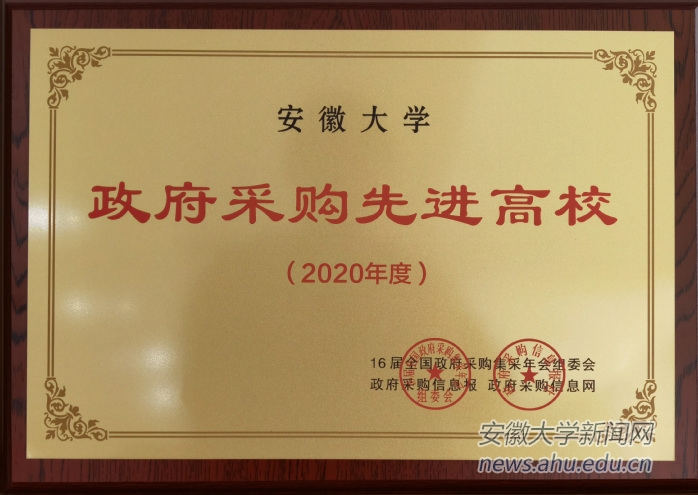 安徽大学
政府采购先进高校
（2020年度）
16届全国政府采购集采年会组委会
政府采购信息报 政府采购信息网
组委会
安徽大学新闻网
news.ahu.edu.cn